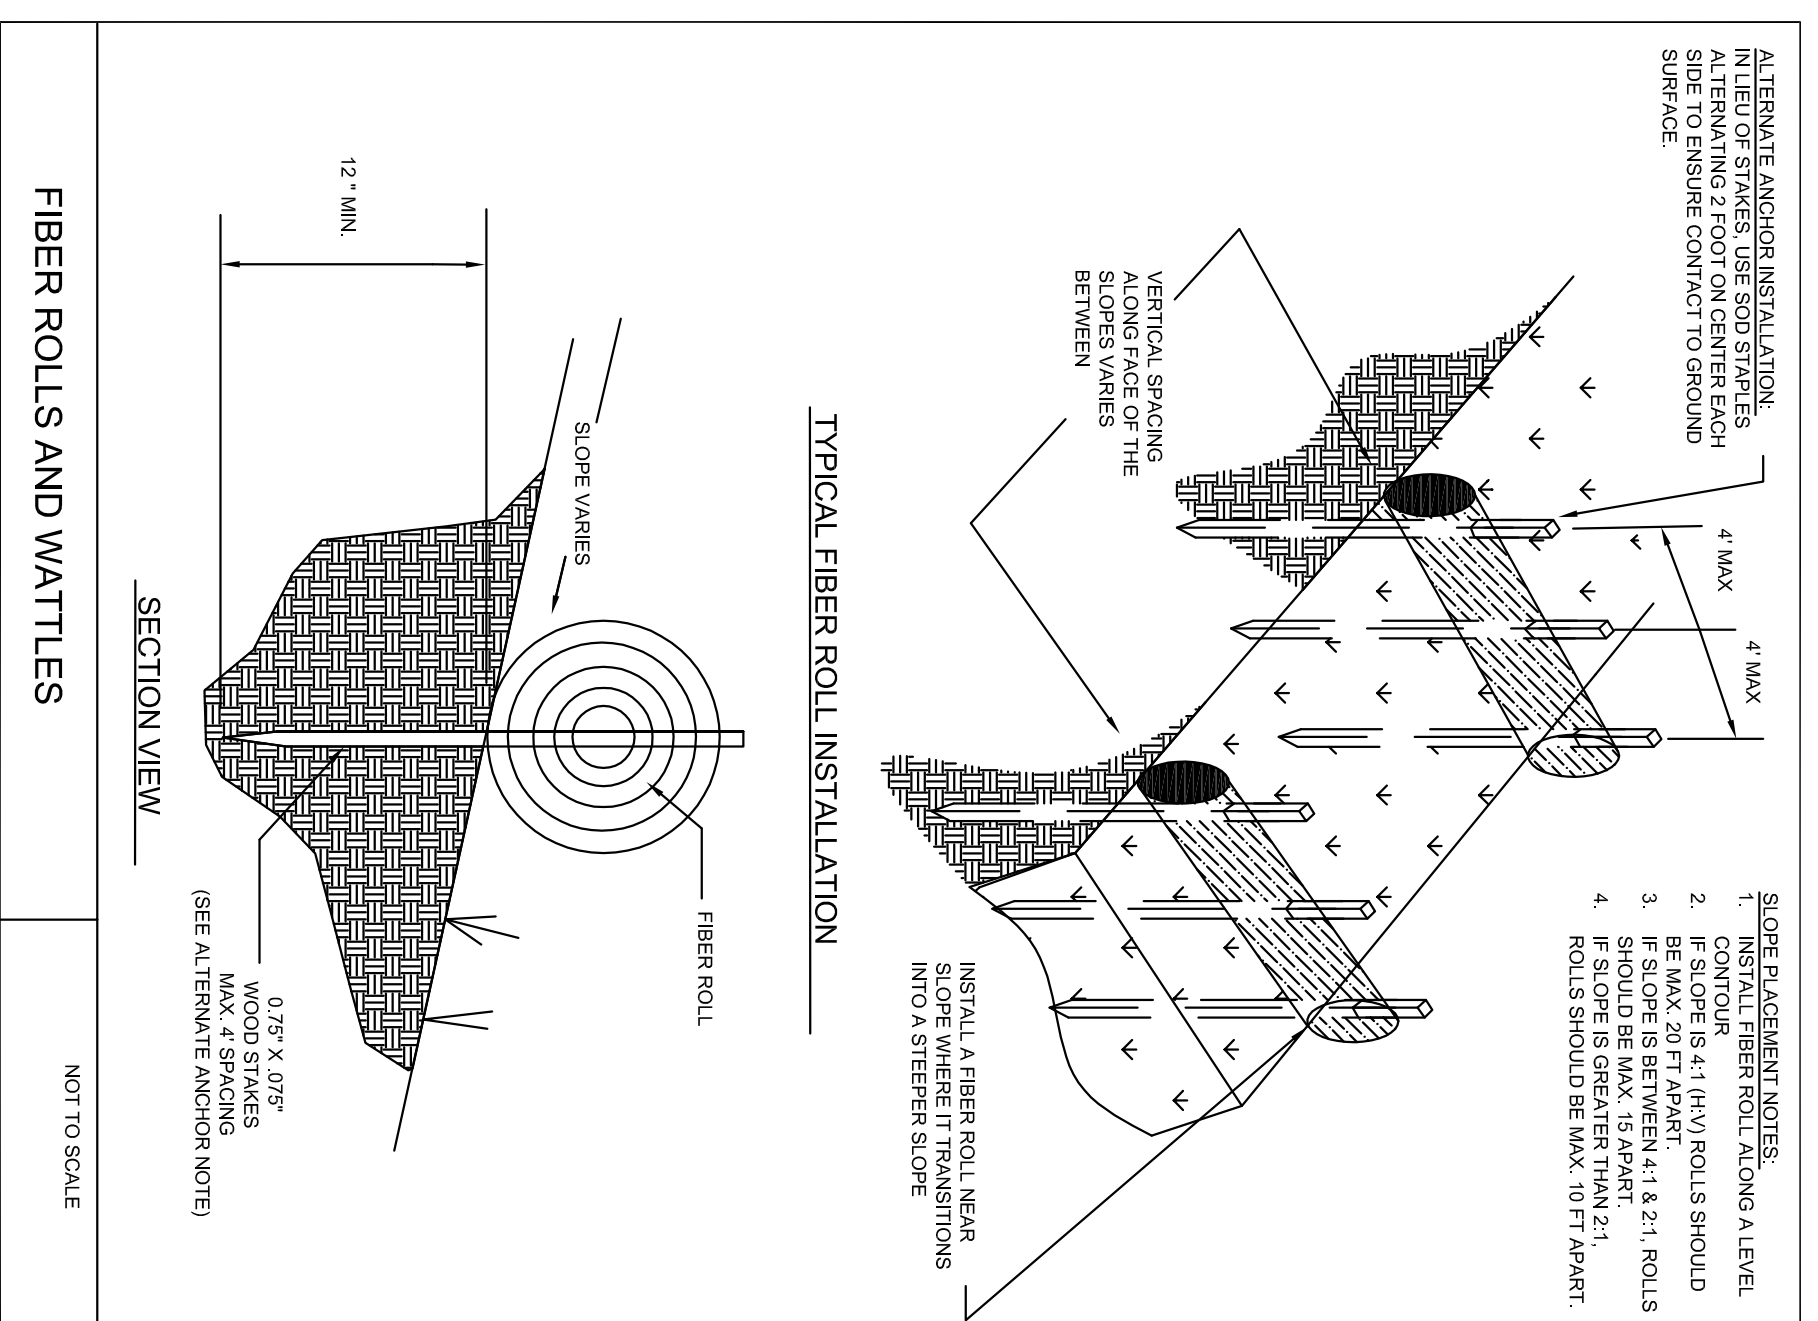 ALTERNATE ANCHOR INSTALLATION:
IN LIEU OF STAKES, USE SOD STAPLES
ALTERNATING 2 FOOT ON CENTER EACH
SIDE TO ENSURE CONTACT TO GROUND
SURFACE.
4' MAX
4' MAX
SLOPE PLACEMENT NOTES:
1. INSTALL FIBER ROLL ALONG A LEVEL
CONTOUR
2. IF SLOPE IS 4:1 (H:V) ROLLS SHOULD
BE MAX. 20 FT APART.
3. IF SLOPE IS BETWEEN 4:1 & 2:1, ROLLS
SHOULD BE MAX. 15 APART.
4. IF SLOPE IS GREATER THAN 2:1,
ROLLS SHOULD BE MAX. 10 FT APART.
VERTICAL SPACING
ALONG FACE OF THE
SLOPES VARIES
BETWEEN
INSTALL A FIBER ROLL NEAR
SLOPE WHERE IT TRANSITIONS
INTO A STEEPER SLOPE
TYPICAL FIBER ROLL INSTALLATION
FIBER ROLL
SLOPE VARIES
12 " MIN.
0.75" X .075"
WOOD STAKES
MAX. 4' SPACING
(SEE ALTERNATE ANCHOR NOTE)
SECTION VIEW
FIBER ROLLS AND WATTLES
NOT TO SCALE